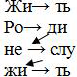 Жи→ ть
Ро→ ди
не → слу
жи→ ть